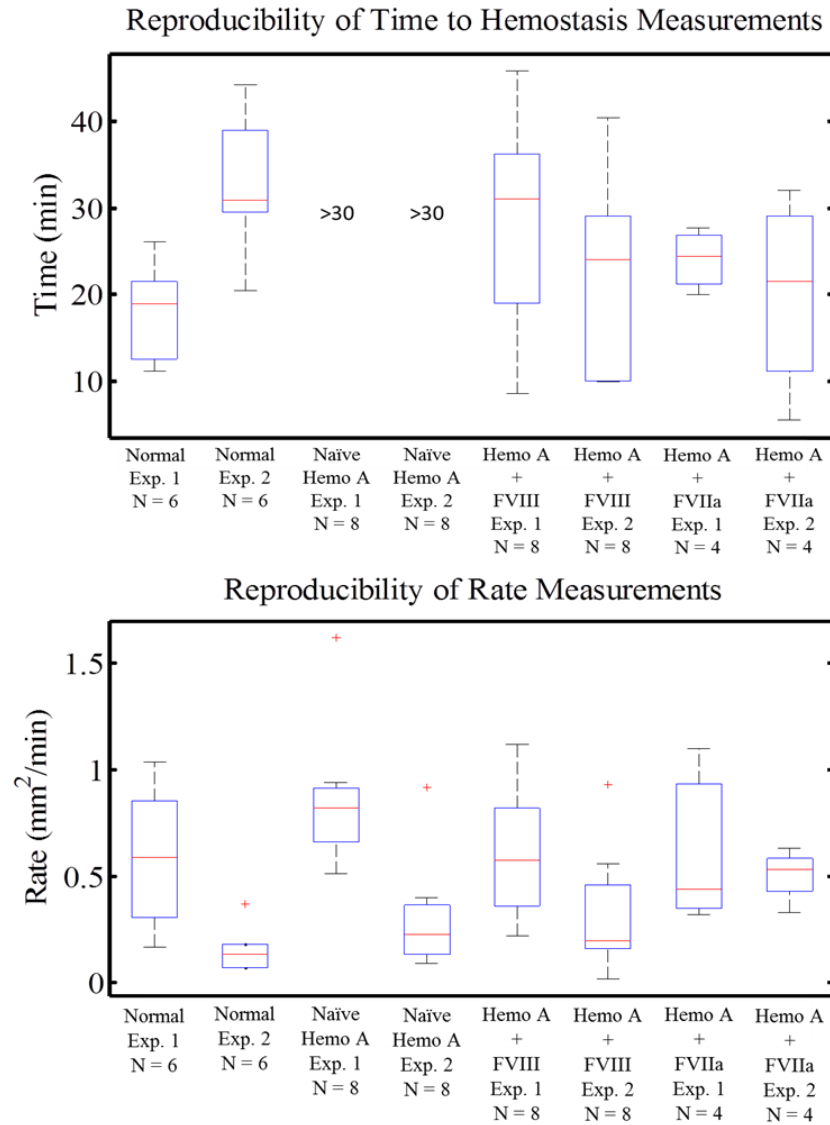 Reproducibility of Time to Hemostasis Measurements
Time (min)
40
30
20
10
>30
>30
Normal
Exp. 1
N = 6
Normal
Exp. 2
N = 6
Naïve
Hemo A
Exp. 1
N = 8
Naïve
Hemo A
Exp. 2
N = 8
Hemo A
+
FVIII
Exp. 1
N = 8
Hemo A
+
FVIII
Exp. 2
N = 8
Hemo A
+
FVIIa
Exp. 1
N = 4
Hemo A
+
FVIIa
Exp. 2
N = 4
Reproducibility of Rate Measurements
Rate (mm²/min)
1.5
1
0.5
0
Normal
Exp. 1
N = 6
Normal
Exp. 2
N = 6
Naïve
Hemo A
Exp. 1
N = 8
Naïve
Hemo A
Exp. 2
N = 8
Hemo A
+
FVIII
Exp. 1
N = 8
Hemo A
+
FVIII
Exp. 2
N = 8
Hemo A
+
FVIIa
Exp. 1
N = 4
Hemo A
+
FVIIa
Exp. 2
N = 4